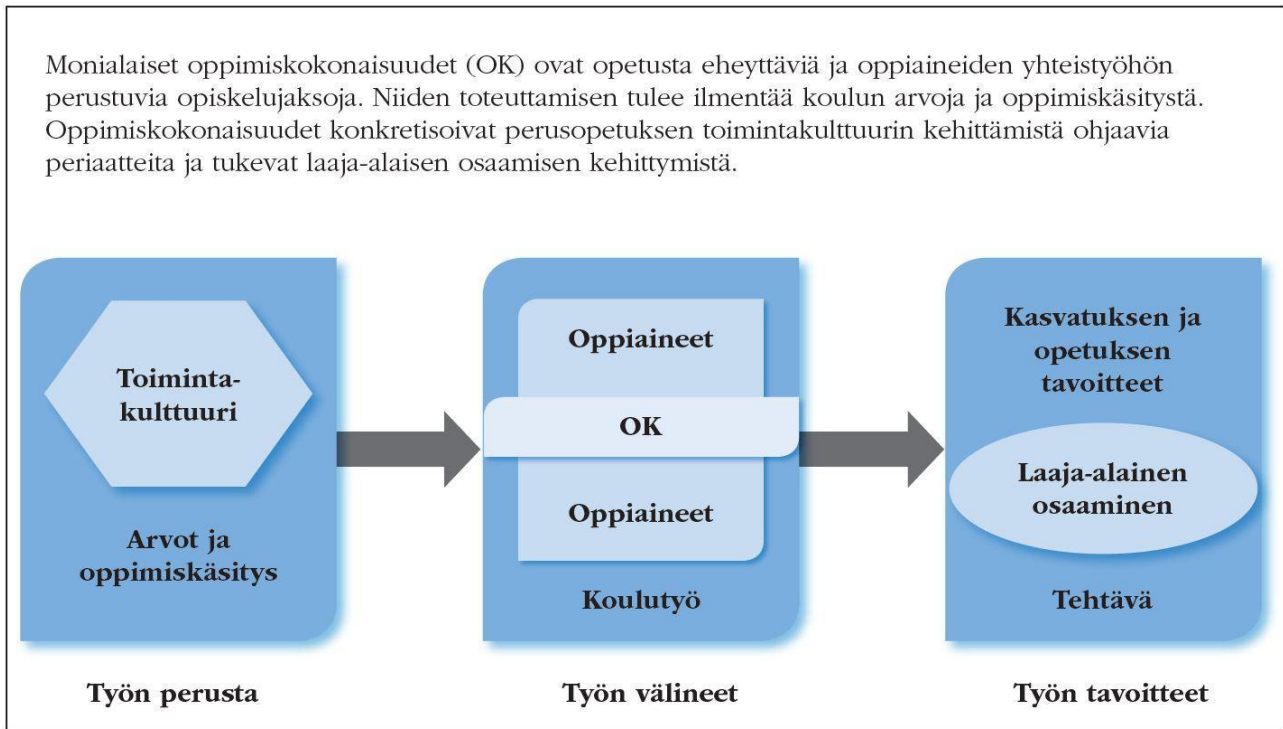 Monialaiset oppimiskokonaisuudet (OK) ovat opetusta eheyttäviä ja oppiaineiden yhteistyöhön
perustuvia opiskelujaksoja. Niiden toteuttamisen tulee ilmentää koulun arvoja ja oppimiskäsitystä.
Oppimiskokonaisuudet konkretisoivat perusopetuksen toimintakulttuurin kehittämistä ohjaavia
periaatteita ja tukevat laaja-alaisen osaamisen kehittymistä.
Toiminta-
kulttuuri
Arvot ja
oppimiskäsitys
Työn perusta
Oppiaineet
OK
Oppiaineet
Koulutyö
Työn välineet
Kasvatuksen ja
opetuksen
tavoitteet
Laaja-alainen
osaaminen
Tehtävä
Työn tavoitteet